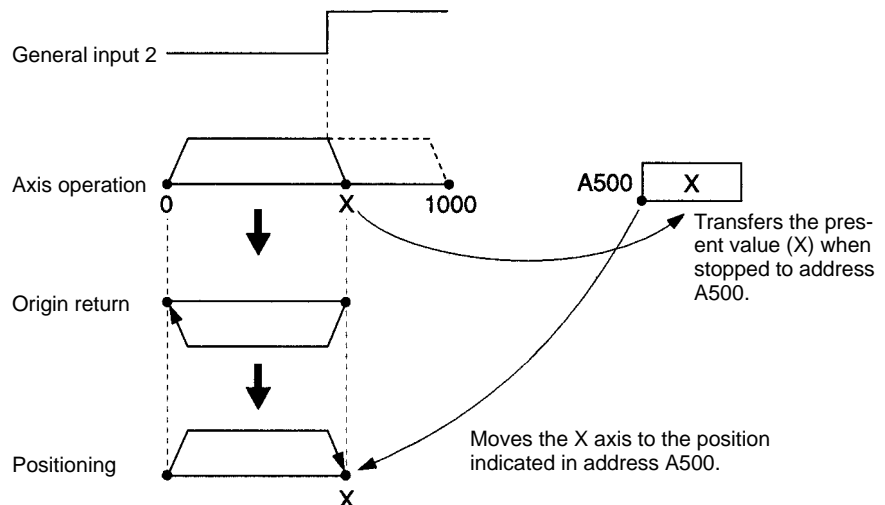 General input 2
Axis operation
0
X
1000
A500
X
Transfers the pres-
ent value (X) when
stopped to address
A500.
Origin return
Positioning
X
Moves the X axis to the position
indicated in address A500.